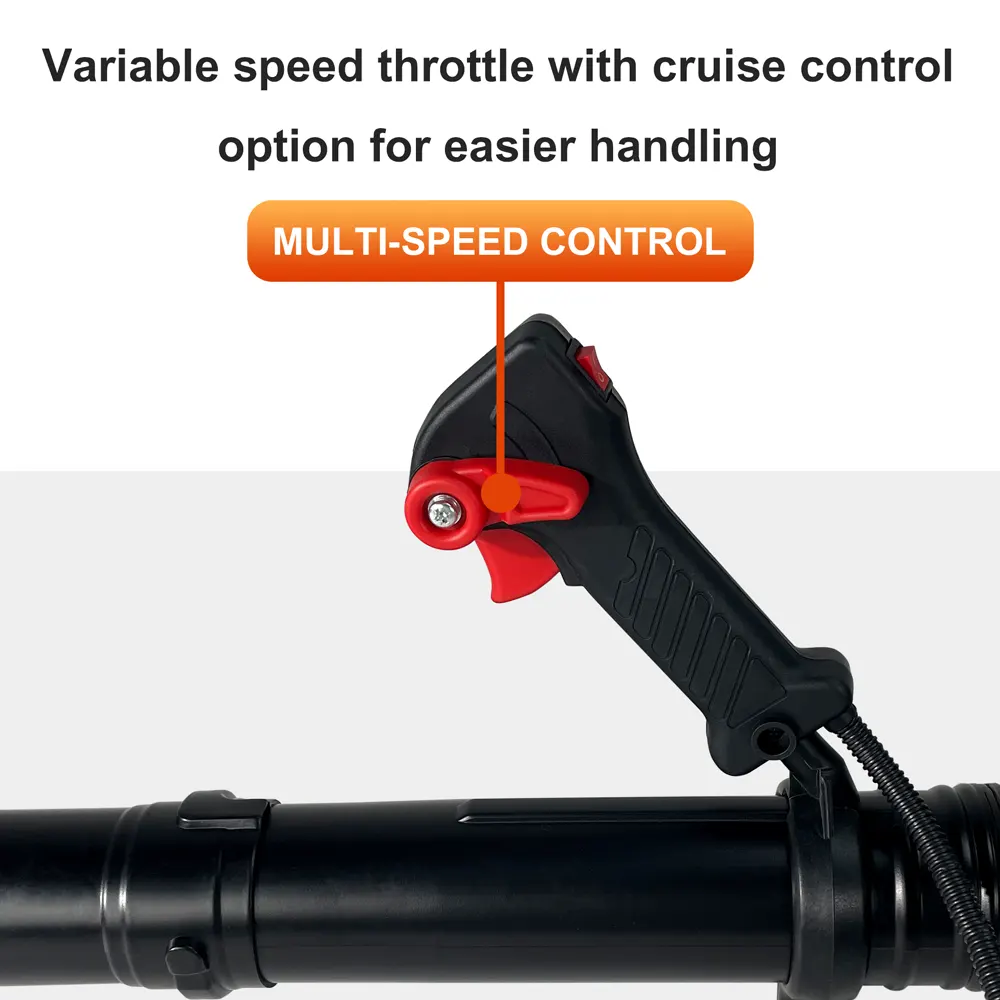 Variable speed throttle with cruise control
option for easier handling
MULTI-SPEED CONTROL